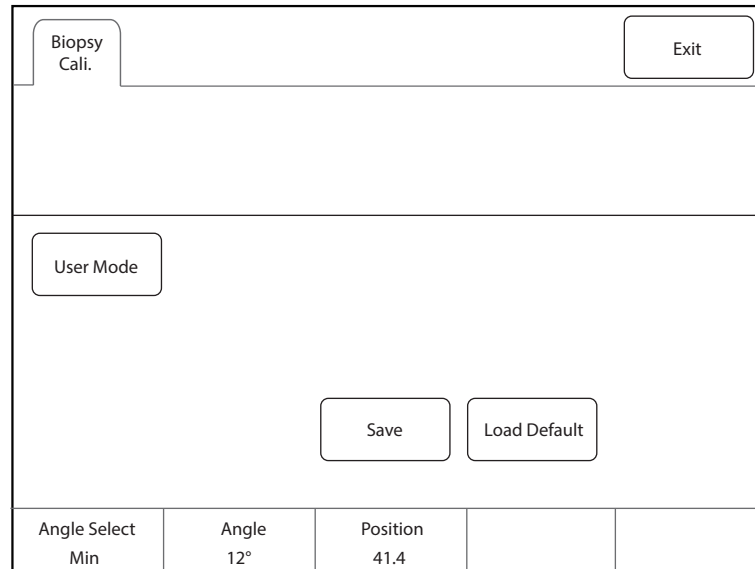 Biopsy
Cali.
Exit
User Mode
Save
Load Default
Angle Select
Angle
Position
Min
12°
41.4